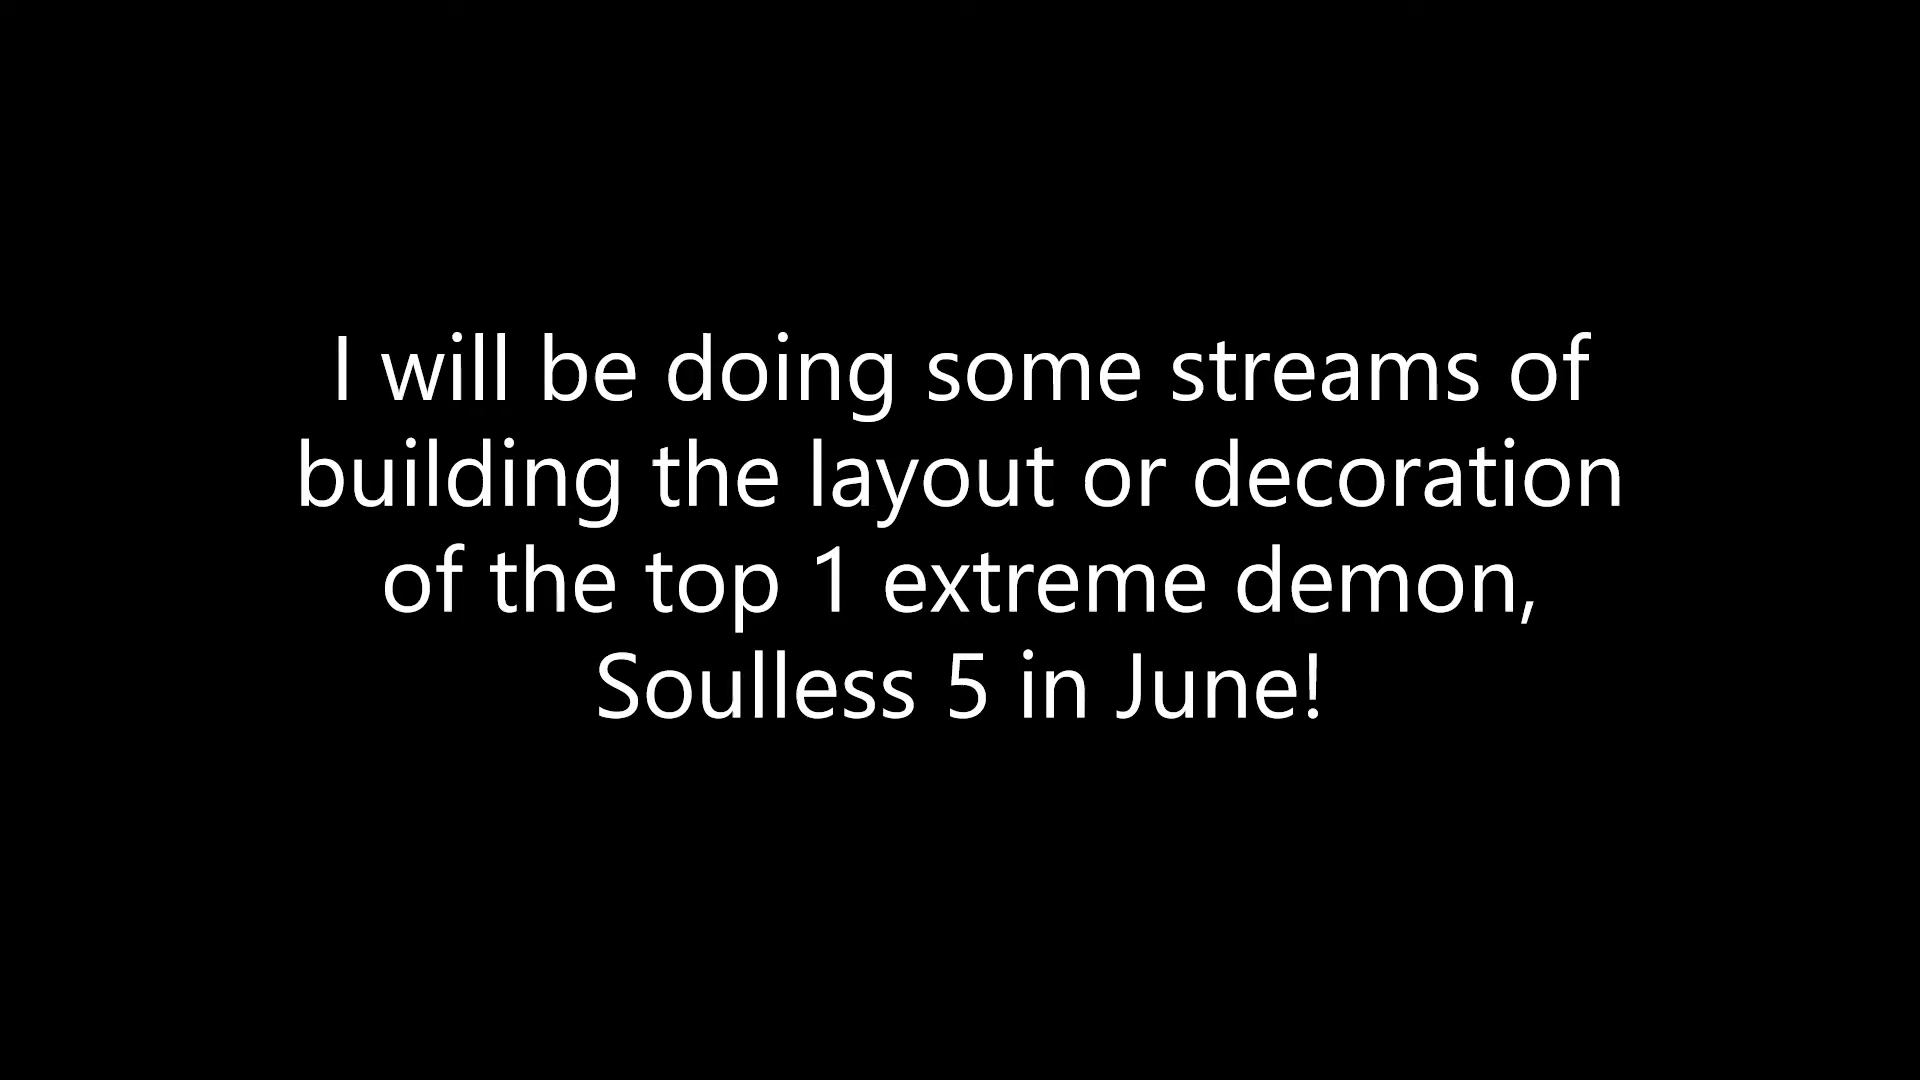 I will be doing some streams of
building the layout or decoration
of the top 1 extreme demon,
Soulless 5 in June!